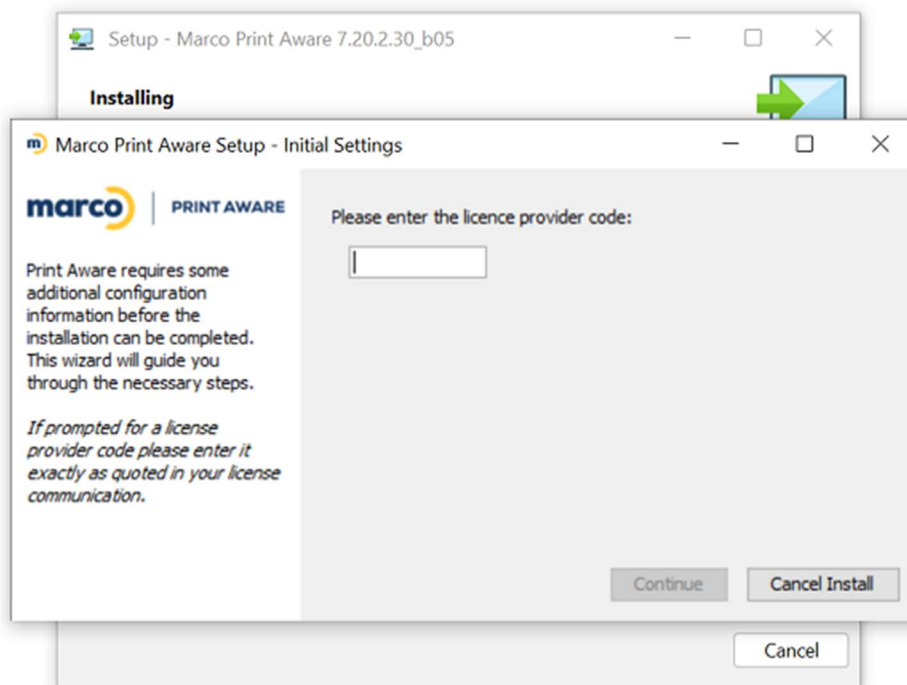 Setup - Marco Print Aware 7.20.2.30_b05
Installing
m Marco Print Aware Setup - Initial Settings
marco | PRINT AWARE
Please enter the licence provider code:
Print Aware requires some
additional configuration
information before the
installation can be completed.
This wizard will guide you
through the necessary steps.
If prompted for a license
provider code please enter it
exactly as quoted in your license
communication.
Continue
Cancel Install
Cancel